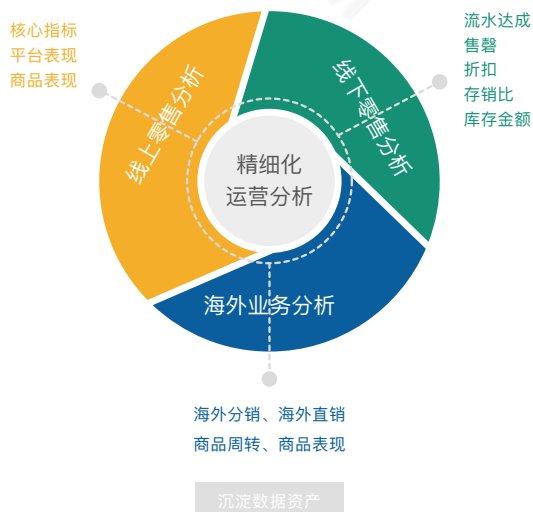 核心指标
平台表现
商品表现
流水达成
售罄
折扣
存销比
库存金额
线上零售分析
线下零售分析
精细化
运营分析
海外业务分析
海外分销、海外直销
商品周转、商品表现
沉淀数据资产